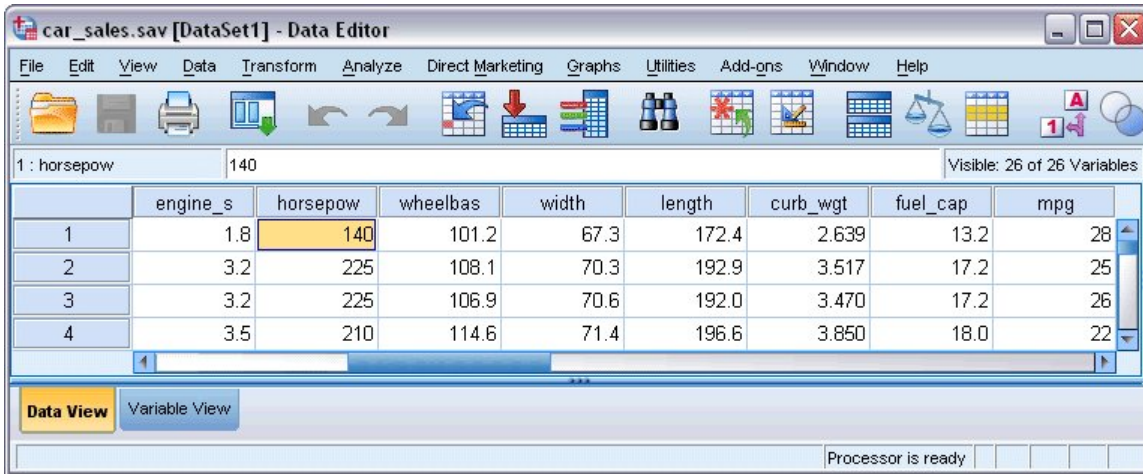 car_sales.sav [DataSet1] - Data Editor
File Edit View Data Transform Analyze Direct Marketing Graphs Utilities Add-ons Window Help
A
1
1 : horsepow 140 Visible: 26 of 26 Variables
engine_s horsepow wheelbas width length curb_wgt fuel_cap mpg
1 1.8 140 101.2 67.3 172.4 2.639 13.2 28
2 3.2 225 108.1 70.3 192.9 3.517 17.2 25
3 3.2 225 106.9 70.6 192.0 3.470 17.2 26
4 3.5 210 114.6 71.4 196.6 3.850 18.0 22
Data View Variable View
Processor is ready